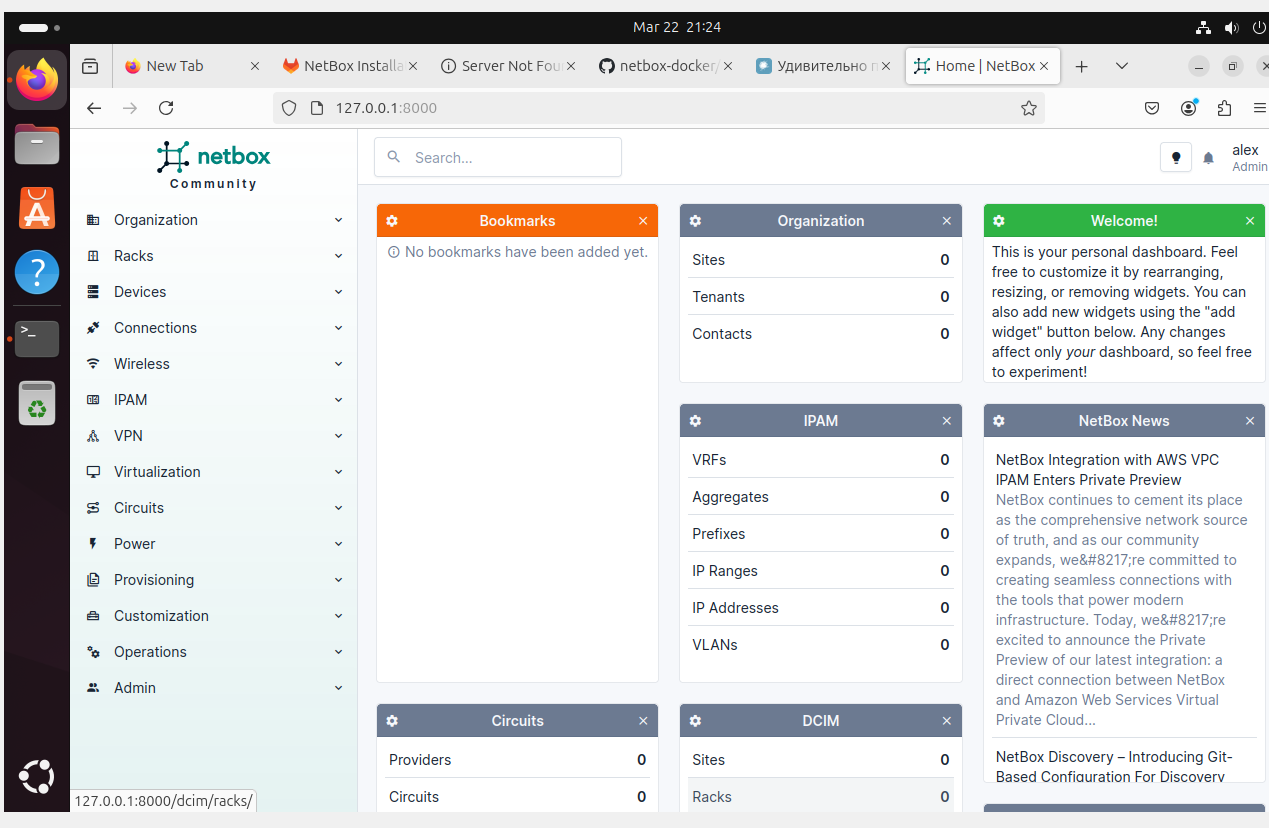 Mar 22 21:24
New Tab
NetBox Installa
Server Not Foun
netbox-docker/
Удивительно п
Home | NetBox
127.0.0.1:8000
netbox
Community
Search...
alex
Admin
Organization
Racks
Devices
Connections
Wireless
IPAM
VPN
Virtualization
Circuits
Power
Provisioning
Customization
Operations
Admin
Bookmarks
No bookmarks have been added yet.
Organization
Sites 0
Tenants 0
Contacts 0
Welcome!
This is your personal dashboard. Feel
free to customize it by rearranging,
resizing, or removing widgets. You can
also add new widgets using the "add
widget" button below. Any changes
affect only your dashboard, so feel free
to experiment!
IPAM
VRFs 0
Aggregates 0
Prefixes 0
IP Ranges 0
IP Addresses 0
VLANs 0
NetBox News
NetBox Integration with AWS VPC
IPAM Enters Private Preview
NetBox continues to cement its place
as the comprehensive network source
of truth, and as our community
expands, we&#8217;re committed to
creating seamless connections with
the tools that power modern
infrastructure. Today, we&#8217;re
excited to announce the Private
Preview of our latest integration: a
direct connection between NetBox
and Amazon Web Services Virtual
Private Cloud...
NetBox Discovery – Introducing Git-
Based Configuration For Discovery
Circuits
Providers 0
Circuits 0
DCIM
Sites 0
Racks 0
127.0.0.1:8000/dcim/racks/